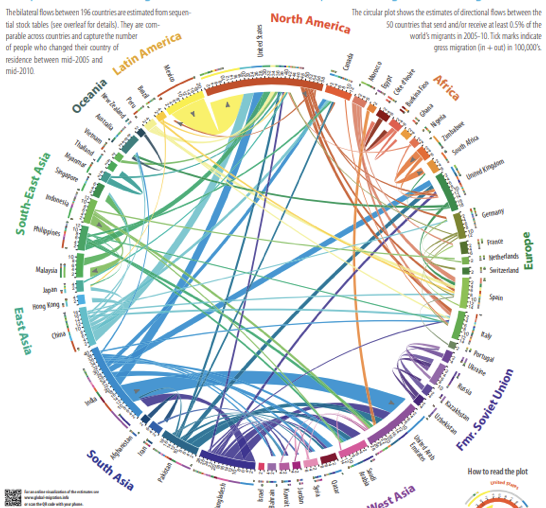 The bilateral flows between 196 countries are estimated from sequen-
tial stock tables (see overleaf for details). They are com-
parable across countries and capture the number
of people who changed their country of
residence between mid-2005 and
mid-2010.
The circular plot shows the estimates of directional flows between the
50 countries that send and/or receive at least 0.5% of the
world's migrants in 2005-10. Tick marks indicate
gross migration (in + out) in 100,000's.
North America
United States
Canada
Africa
Morocco
Egypt
Côte d'Ivoire
Burkina Faso
Ghana
Nigeria
Zimbabwe
South Africa
Europe
United Kingdom
Germany
France
Netherlands
Switzerland
Spain
Italy
Portugal
Fmr. Soviet Union
Ukraine
Russia
Kazakhstan
Uzbekistan
West Asia
United Arab
Emirates
Saudi
Arabia
Qatar
Syria
Jordan
Kuwait
Bahrain
Israel
South Asia
Bangladesh
Pakistan
Iran
Afghanistan
India
East Asia
China
Hong Kong
Japan
South-East Asia
Malaysia
Philippines
Indonesia
Singapore
Myanmar
Thailand
Vietnam
Oceania
Australia
New Zealand
Latin America
Peru
Brazil
Mexico
How to read the plot
United States
For an online visualization of the estimates see
www.global-migration.info
or scan the QR code with your phone.